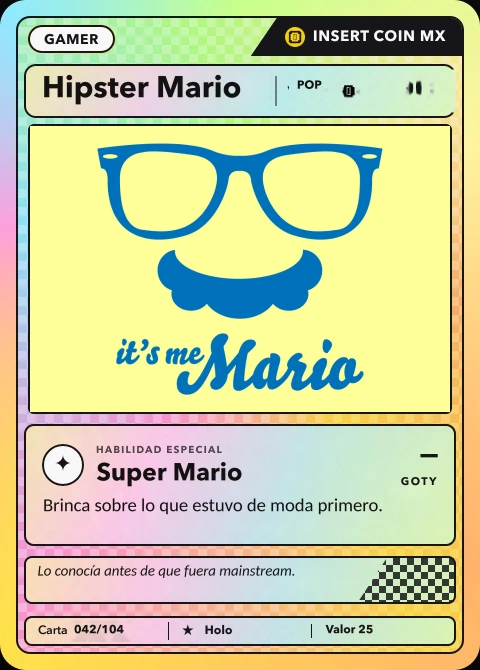 GAMER
INSERT COIN MX
Hipster Mario
POP
it's me Mario
HABILIDAD ESPECIAL
Super Mario
GOTY
Brinca sobre lo que estuvo de moda primero.
Lo conocía antes de que fuera mainstream.
Carta 042/104 ★ Holo Valor 25